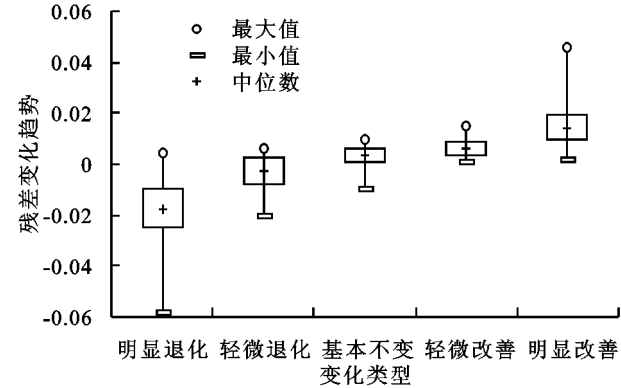 0.06
0.04
0.02
0
-0.02
-0.04
-0.06
残差变化趋势
最大值
最小值
中位数
明显退化 轻微退化 基本不变 轻微改善 明显改善
变化类型